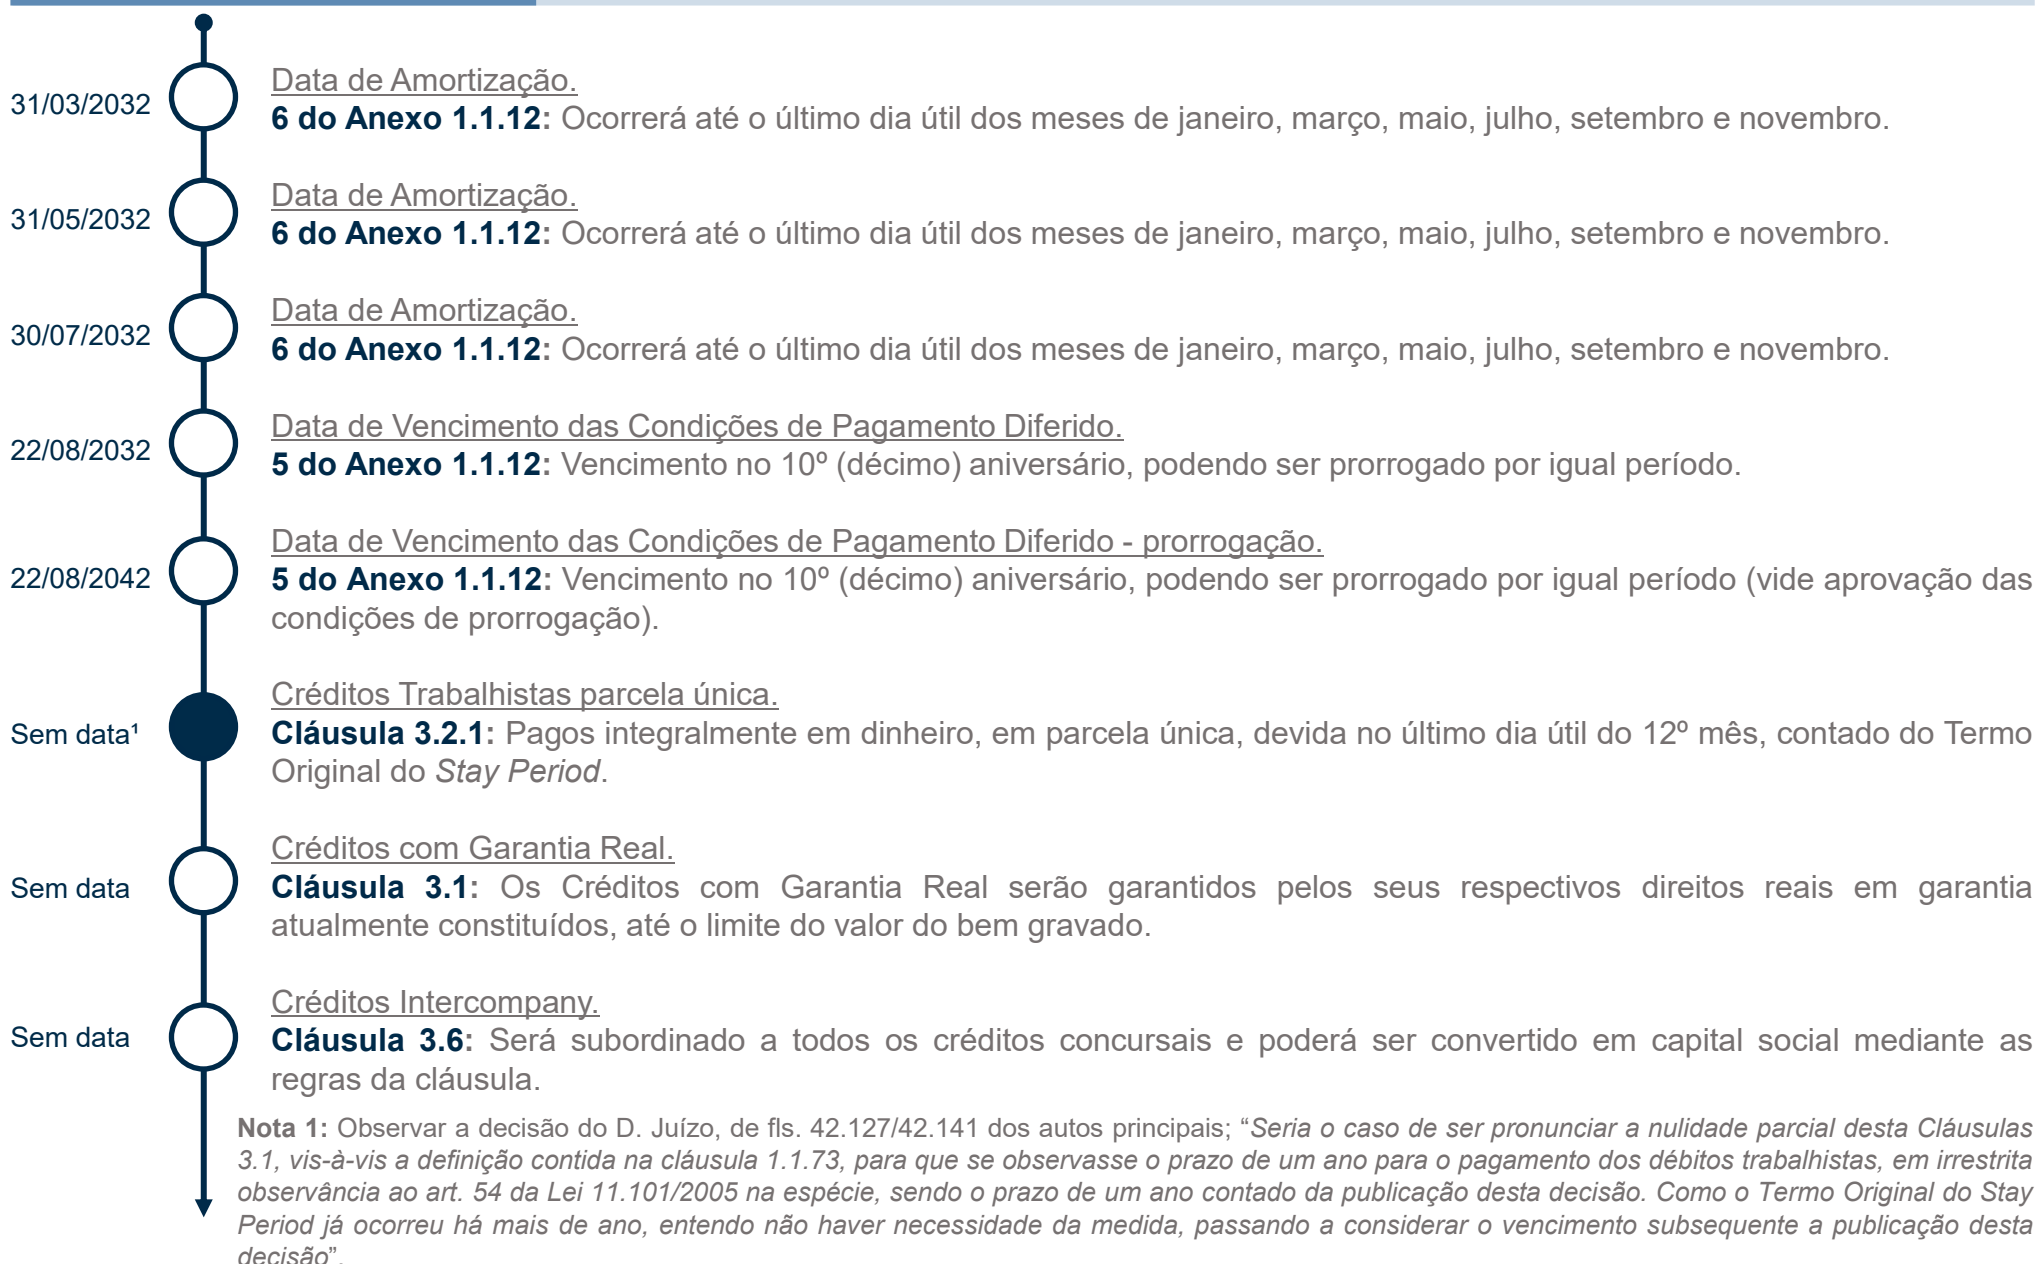 31/03/2032
Data de Amortização.
6 do Anexo 1.1.12: Ocorrerá até o último dia útil dos meses de janeiro, março, maio, julho, setembro e novembro.
31/05/2032
Data de Amortização.
6 do Anexo 1.1.12: Ocorrerá até o último dia útil dos meses de janeiro, março, maio, julho, setembro e novembro.
30/07/2032
Data de Amortização.
6 do Anexo 1.1.12: Ocorrerá até o último dia útil dos meses de janeiro, março, maio, julho, setembro e novembro.
22/08/2032
Data de Vencimento das Condições de Pagamento Diferido.
5 do Anexo 1.1.12: Vencimento no 10º (décimo) aniversário, podendo ser prorrogado por igual período.
22/08/2042
Data de Vencimento das Condições de Pagamento Diferido - prorrogação.
5 do Anexo 1.1.12: Vencimento no 10º (décimo) aniversário, podendo ser prorrogado por igual período (vide aprovação das
condições de prorrogação).
Sem data¹
Créditos Trabalhistas parcela única.
Cláusula 3.2.1: Pagos integralmente em dinheiro, em parcela única, devida no último dia útil do 12º mês, contado do Termo
Original do Stay Period.
Sem data
Créditos com Garantia Real.
Cláusula 3.1: Os Créditos com Garantia Real serão garantidos pelos seus respectivos direitos reais em garantia
atualmente constituídos, até o limite do valor do bem gravado.
Sem data
Créditos Intercompany.
Cláusula 3.6: Será subordinado a todos os créditos concursais e poderá ser convertido em capital social mediante as
regras da cláusula.
Nota 1: Observar a decisão do D. Juízo, de fls. 42.127/42.141 dos autos principais; “Seria o caso de ser pronunciar a nulidade parcial desta Cláusulas
3.1, vis-à-vis a definição contida na cláusula 1.1.73, para que se observasse o prazo de um ano para o pagamento dos débitos trabalhistas, em irrestrita
observância ao art. 54 da Lei 11.101/2005 na espécie, sendo o prazo de um ano contado da publicação desta decisão. Como o Termo Original do Stay
Period já ocorreu há mais de ano, entendo não haver necessidade da medida, passando a considerar o vencimento subsequente a publicação desta
decisão”.